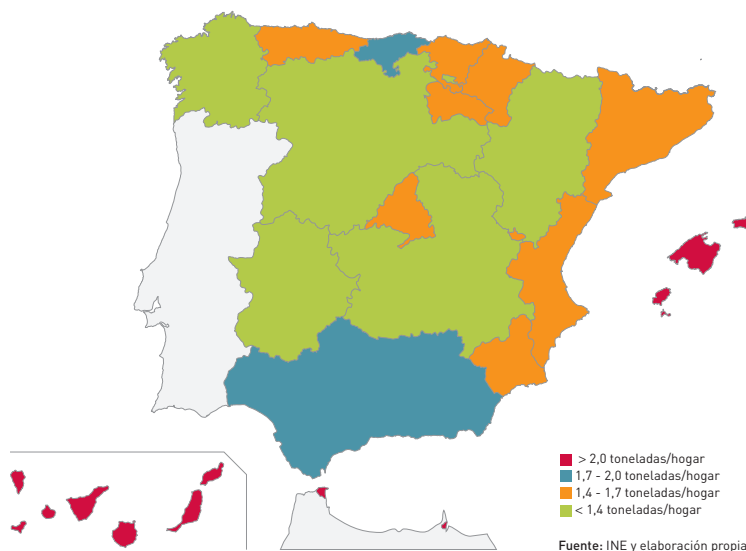 > 2,0 toneladas/hogar
1,7 - 2,0 toneladas/hogar
1,4 - 1,7 toneladas/hogar
< 1,4 toneladas/hogar
Fuente: INE y elaboración propia